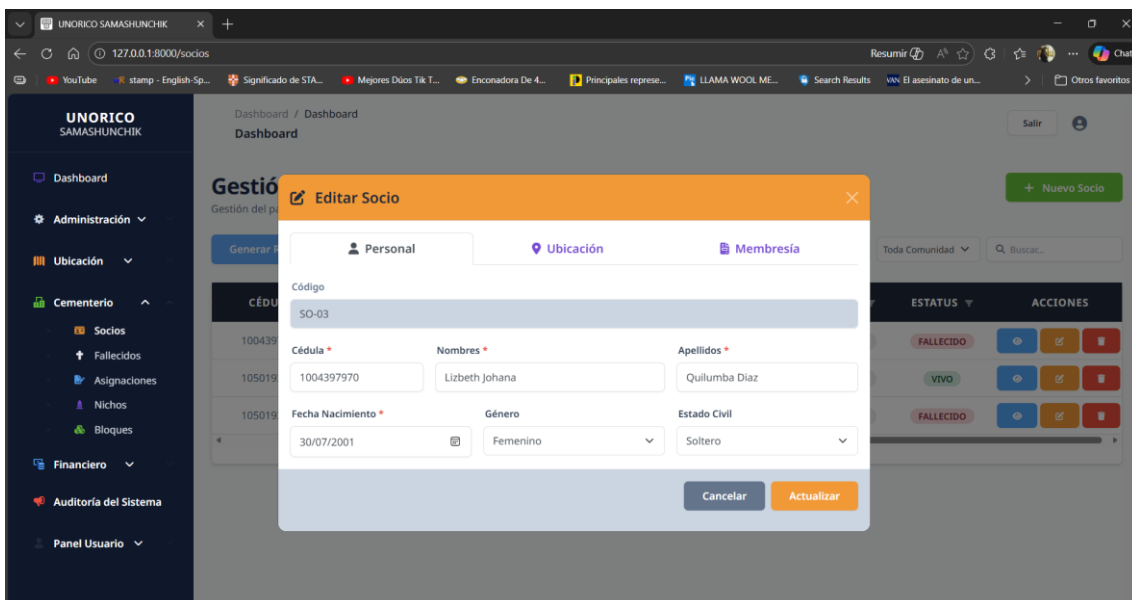 UNORICO SAMASHUNCHIK
127.0.0.1:8000/socios
Resumir
Chat
YouTube
stamp - English-Sp...
Significado de STA...
Mejores Dúos Tik T...
Enconadora De 4...
Principales represe...
LLAMA WOOL ME...
Search Results
VAN El asesinato de un...
Otros favoritos
UNORICO
SAMASHUNCHIK
Dashboard
Administración
Ubicación
Cementerio
Socios
Fallecidos
Asignaciones
Nichos
Bloques
Financiero
Auditoría del Sistema
Panel Usuario
Dashboard / Dashboard
Dashboard
Salir
Gestió
Gestión del pa
+ Nuevo Socio
Generar R
Toda Comunidad
Buscar...
CÉDU
ESTATUS
ACCIONES
100439
FALLECIDO
105019
VIVO
105019
FALLECIDO
Editar Socio
Personal
Ubicación
Membresía
Código
SO-03
Cédula * Nombres * Apellidos *
1004397970 Lizbeth Johana Quilumba Diaz
Fecha Nacimiento * Género Estado Civil
30/07/2001 Femenino Soltero
Cancelar Actualizar